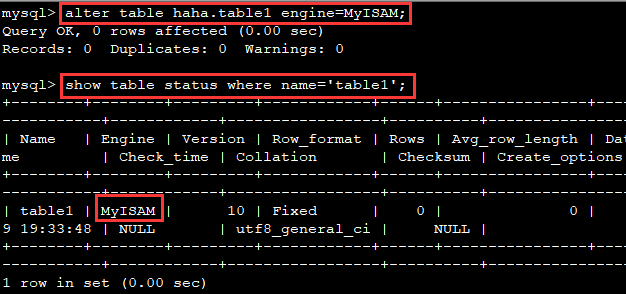 mysql> alter table haha.table1 engine=MyISAM;
Query OK, 0 rows affected (0.00 sec)
Records: 0  Duplicates: 0  Warnings: 0
mysql> show table status where name='table1';
+---------+--------+---------+------------+------+----------------+----
---------+------------+-----------------+----------+----------------
| Name    | Engine | Version | Row_format | Rows | Avg_row_length | Dat
me        | Check_time | Collation       | Checksum | Create_options
+---------+--------+---------+------------+------+----------------+----
---------+------------+-----------------+----------+----------------
| table1 | MyISAM |      10 | Fixed      |    0 |              0 |
9 19:33:48 | NULL       | utf8_general_ci |     NULL |
+---------+--------+---------+------------+------+----------------+----
---------+------------+-----------------+----------+----------------
1 row in set (0.00 sec)